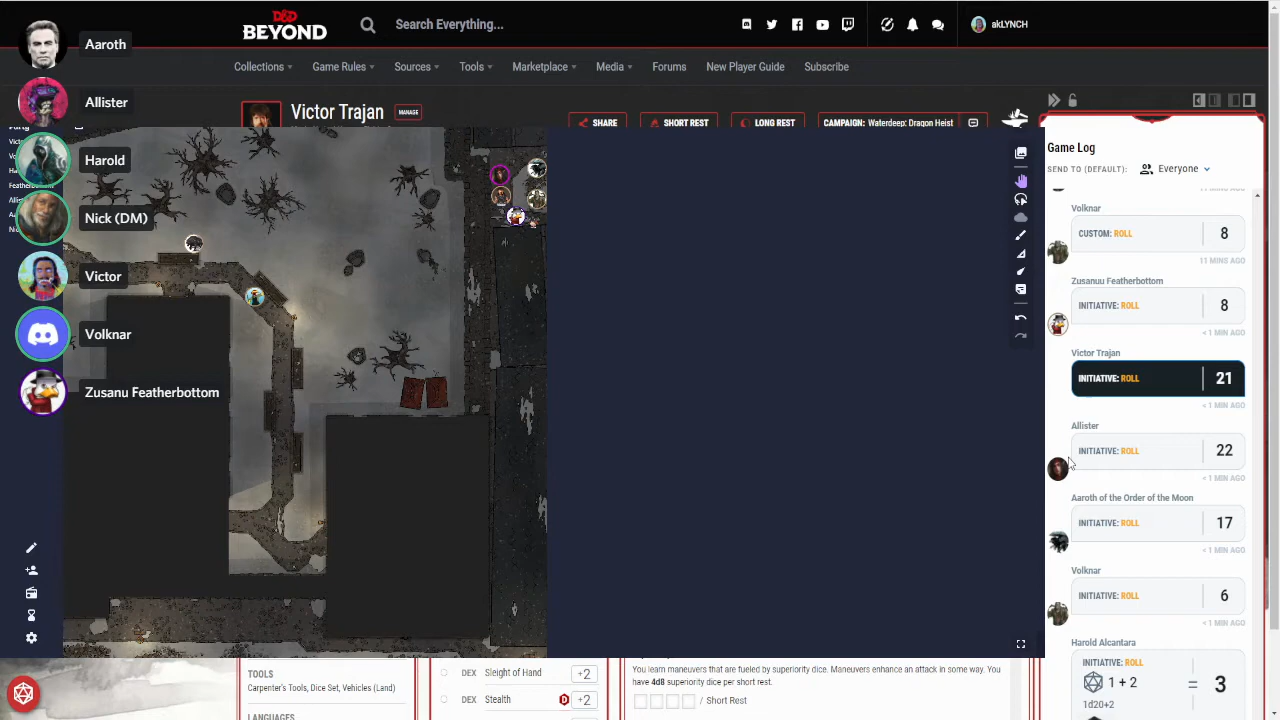 D&D
BEYOND
Search Everything...
akLYNCH
Collections
Game Rules
Sources
Tools
Marketplace
Media
Forums
New Player Guide
Subscribe
Victor Trajan
MANAGE
SHARE
SHORT REST
LONG REST
CAMPAIGN: Waterdeep: Dragon Heist
Aaroth
Allister
Harold
Nick (DM)
Victor
Volknar
Zusanu Featherbottom
Game Log
SEND TO (DEFAULT):
Everyone
11 MINS AGO
Volknar
CUSTOM: ROLL
8
11 MINS AGO
Zusanuu Featherbottom
INITIATIVE: ROLL
8
< 1 MIN AGO
Victor Trajan
INITIATIVE: ROLL
21
< 1 MIN AGO
Allister
INITIATIVE: ROLL
22
< 1 MIN AGO
Aaroth of the Order of the Moon
INITIATIVE: ROLL
17
< 1 MIN AGO
Volknar
INITIATIVE: ROLL
6
< 1 MIN AGO
Harold Alcantara
INITIATIVE: ROLL
1 + 2
= 3
1d20+2
TOOLS
Carpenter's Tools, Dice Set, Vehicles (Land)
LANGUAGES
DEX Sleight of Hand +2
DEX Stealth D +2
You learn maneuvers that are fueled by superiority dice. Maneuvers enhance an attack in some way. You
have 4d8 superiority dice per short rest.
/ Short Rest